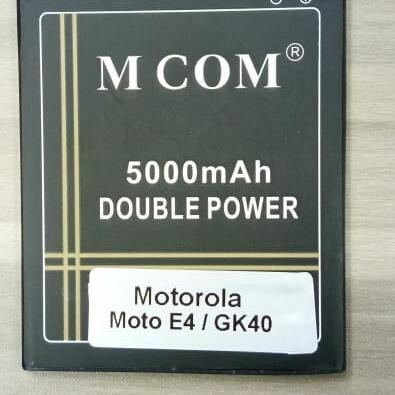 M COM®
5000mAh
DOUBLE POWER
Motorola
Moto E4 / GK40